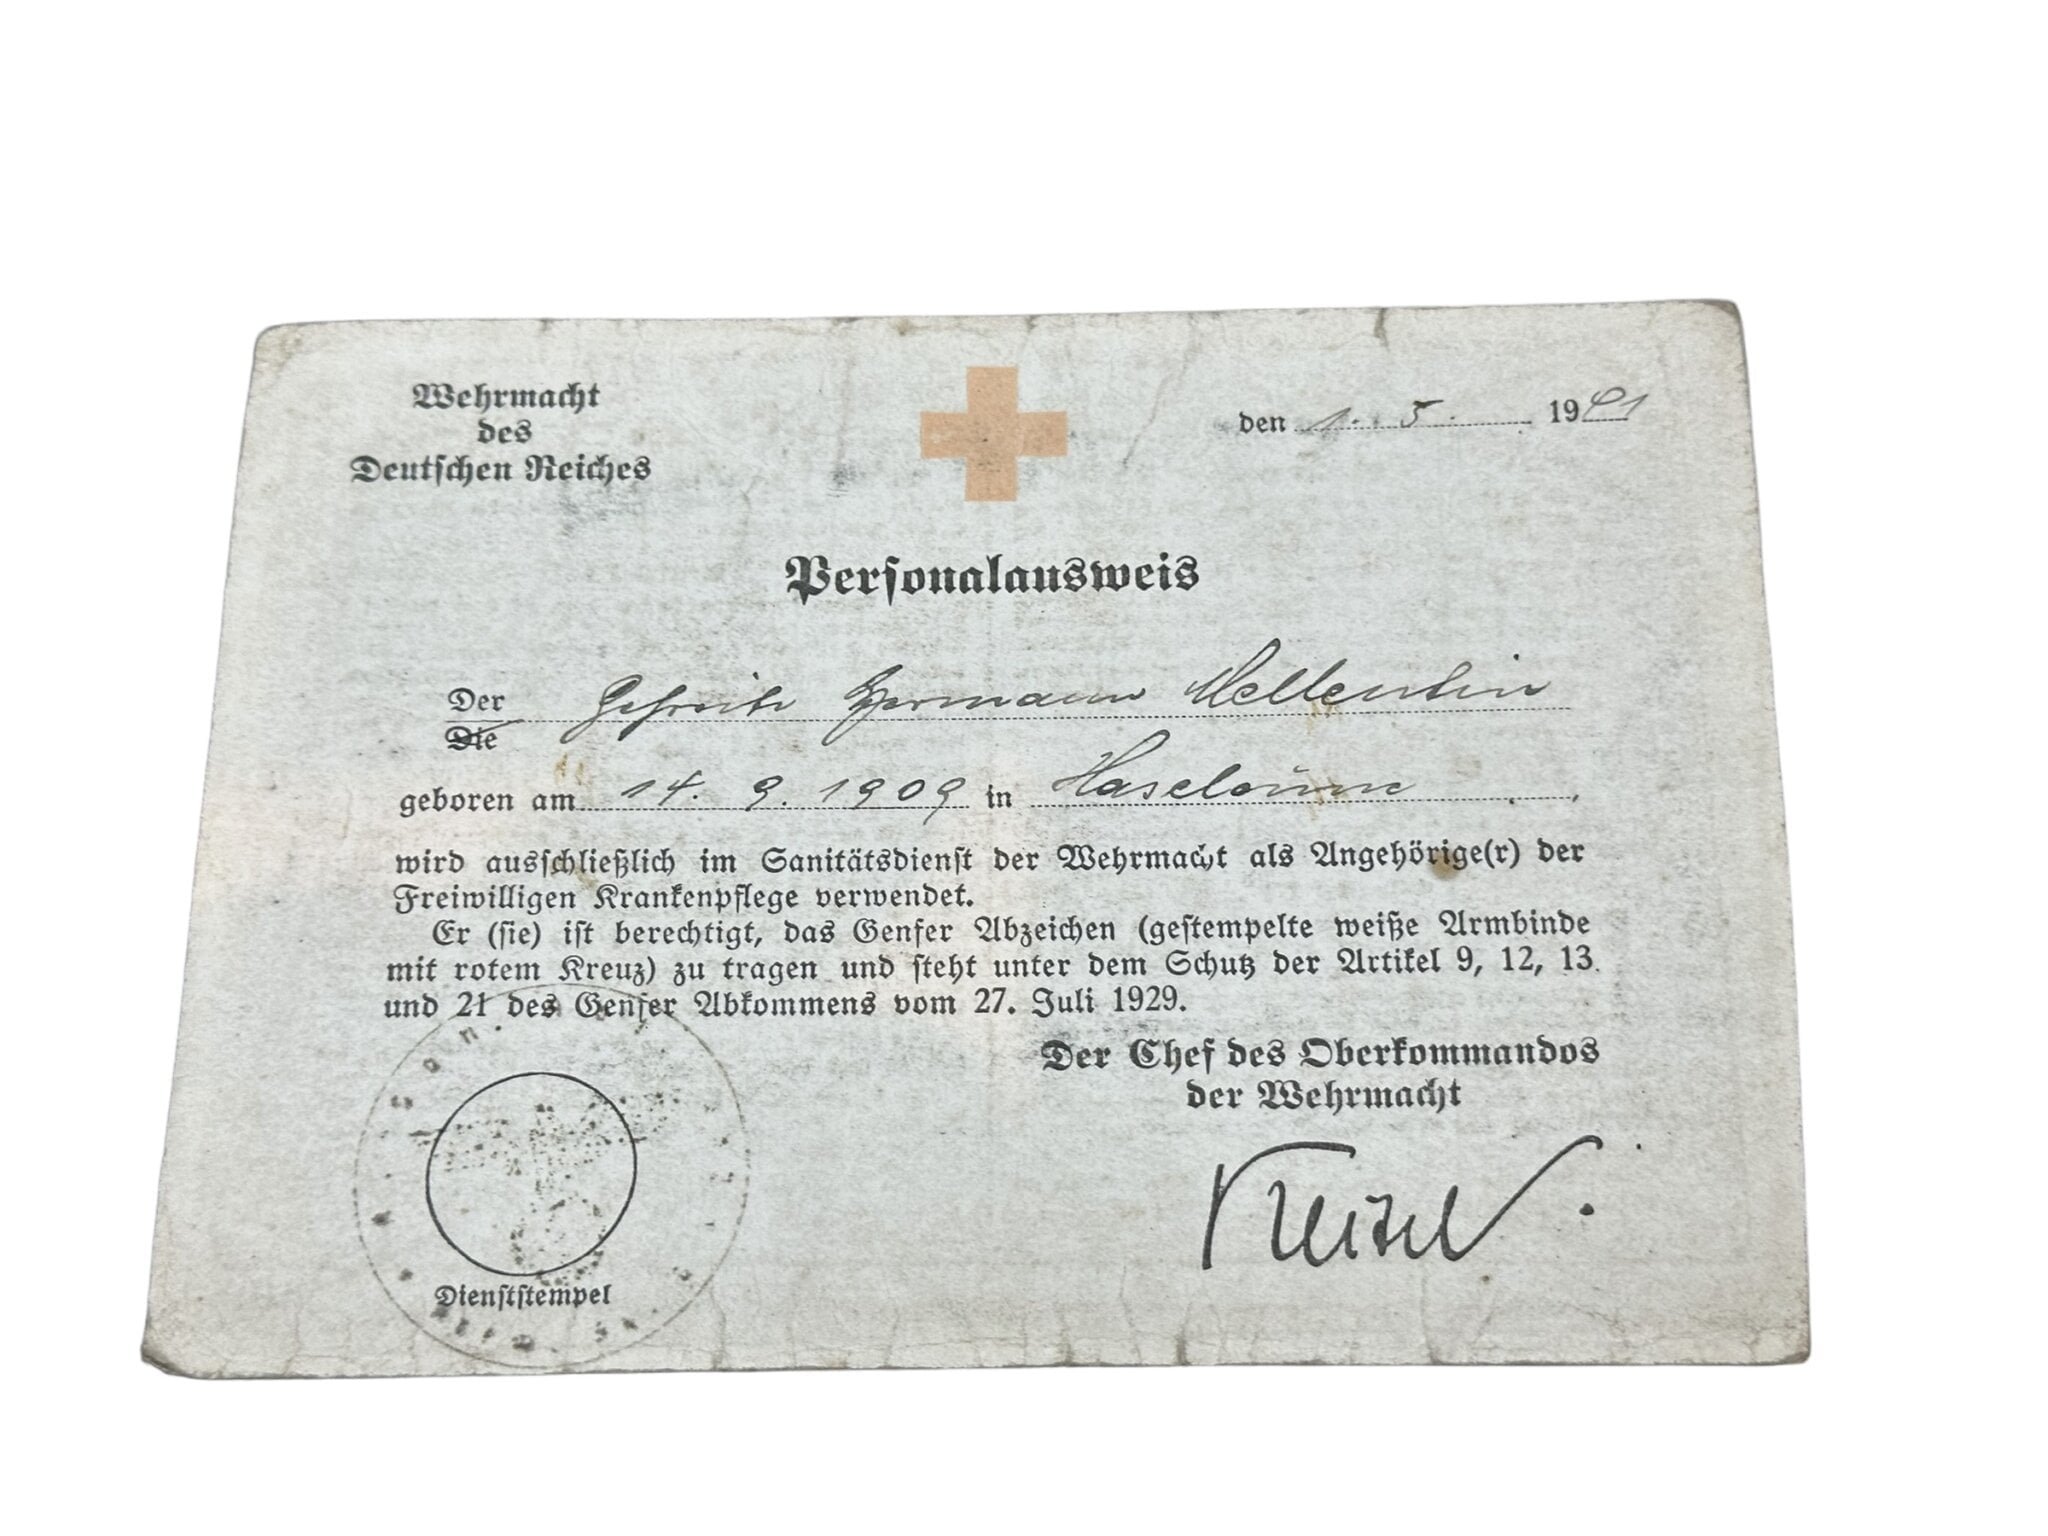 Wehrmacht
des
Deutschen Reiches
den 1. 5. 1941
Personalausweis
Der Gefreite Hermann Mellentin
Die
geboren am 14. 9. 1909 in Haselünne
wird ausschließlich im Sanitätsdienst der Wehrmacht als Angehörige(r) der
Freiwilligen Krankenpflege verwendet.
Er (sie) ist berechtigt, das Genfer Abzeichen (gestempelte weiße Armbinde
mit rotem Kreuz) zu tragen und steht unter dem Schutz der Artikel 9, 12, 13
und 21 des Genfer Abkommens vom 27. Juli 1929.
Der Chef des Oberkommandos
der Wehrmacht
Keitel
Dienststempel